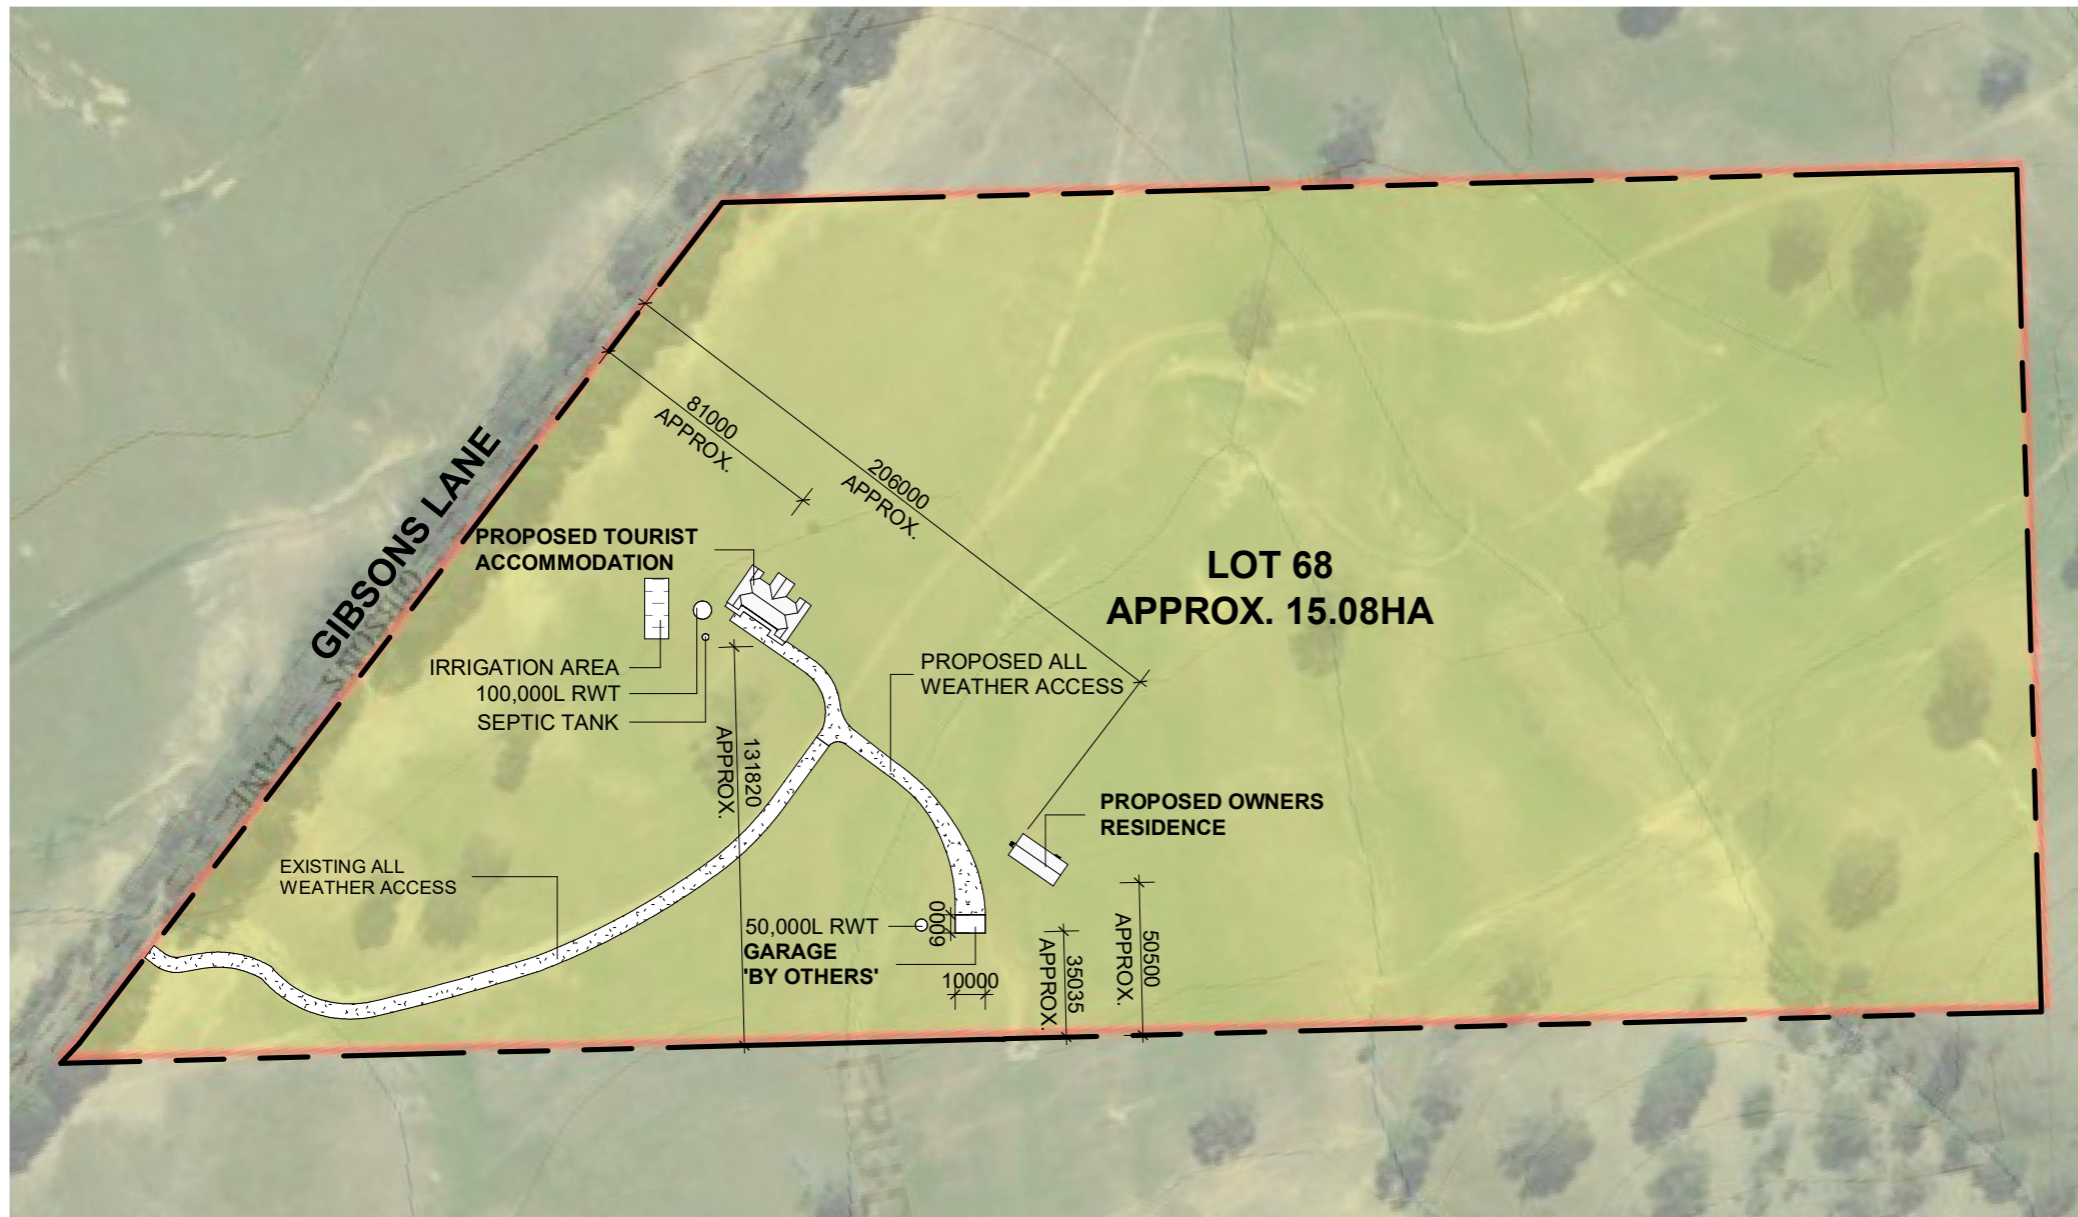 81000
APPROX.
206000
APPROX.
GIBSONS LANE
PROPOSED TOURIST
ACCOMMODATION
LOT 68
APPROX. 15.08HA
IRRIGATION AREA
100,000L RWT
SEPTIC TANK
PROPOSED ALL
WEATHER ACCESS
131820
APPROX.
PROPOSED OWNERS
RESIDENCE
EXISTING ALL
WEATHER ACCESS
50,000L RWT
GARAGE
'BY OTHERS'
6000
10000
35035
APPROX.
50500
APPROX.
LANE